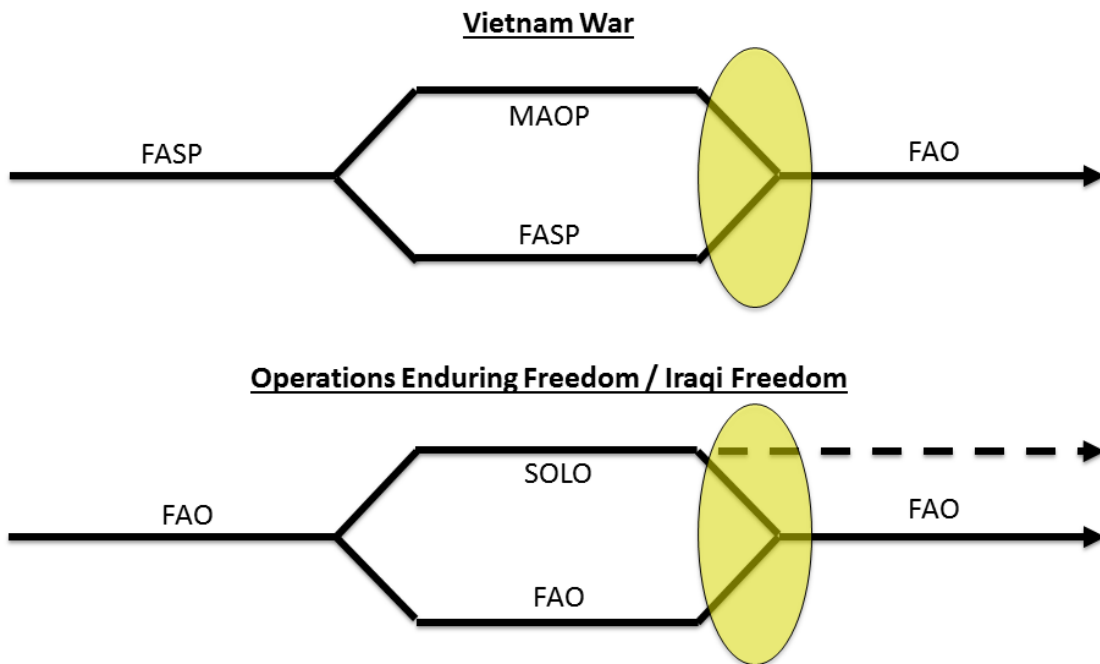 Vietnam War
MAOP
FASP
FAO
FASP
Operations Enduring Freedom / Iraqi Freedom
SOLO
FAO
FAO
FAO